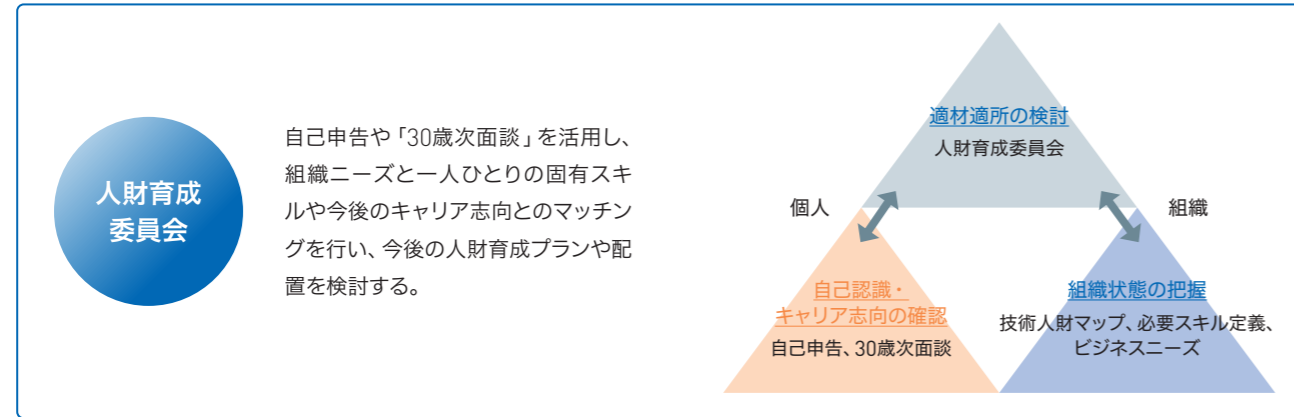 人財育成
委員会
自己申告や「30歳次面談」を活用し、
組織ニーズと一人ひとりの固有スキ
ルや今後のキャリア志向とのマッチン
グを行い、今後の人財育成プランや配
置を検討する。
適材適所の検討
人財育成委員会
個人
組織
自己認識・
キャリア志向の確認
自己申告、30歳次面談
組織状態の把握
技術人財マップ、必要スキル定義、
ビジネスニーズ